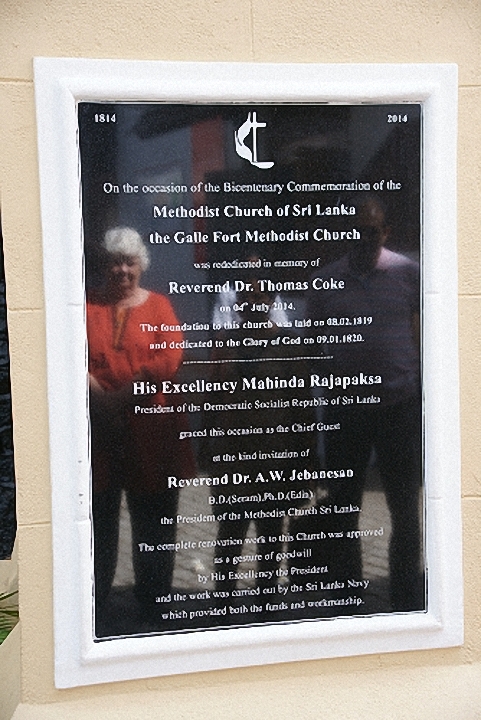 1814 2014
On the occasion of the Bicentenary Commemoration of the
Methodist Church of Sri Lanka
the Galle Fort Methodist Church
was rededicated in memory of
Reverend Dr. Thomas Coke
on 04th July 2014.
The foundation to this church was laid on 08.02.1819
and dedicated to the Glory of God on 09.01.1820.
His Excellency Mahinda Rajapaksa
President of the Democratic Socialist Republic of Sri Lanka
graced this occasion as the Chief Guest
at the kind invitation of
Reverend Dr. A.W. Jebanesan
B.D.(Seram),Ph.D.(Edin)
the President of the Methodist Church Sri Lanka.
The complete renovation work to this Church was approved
as a gesture of goodwill
by His Excellency the President
and the work was carried out by the Sri Lanka Navy
which provided both the funds and workmanship.